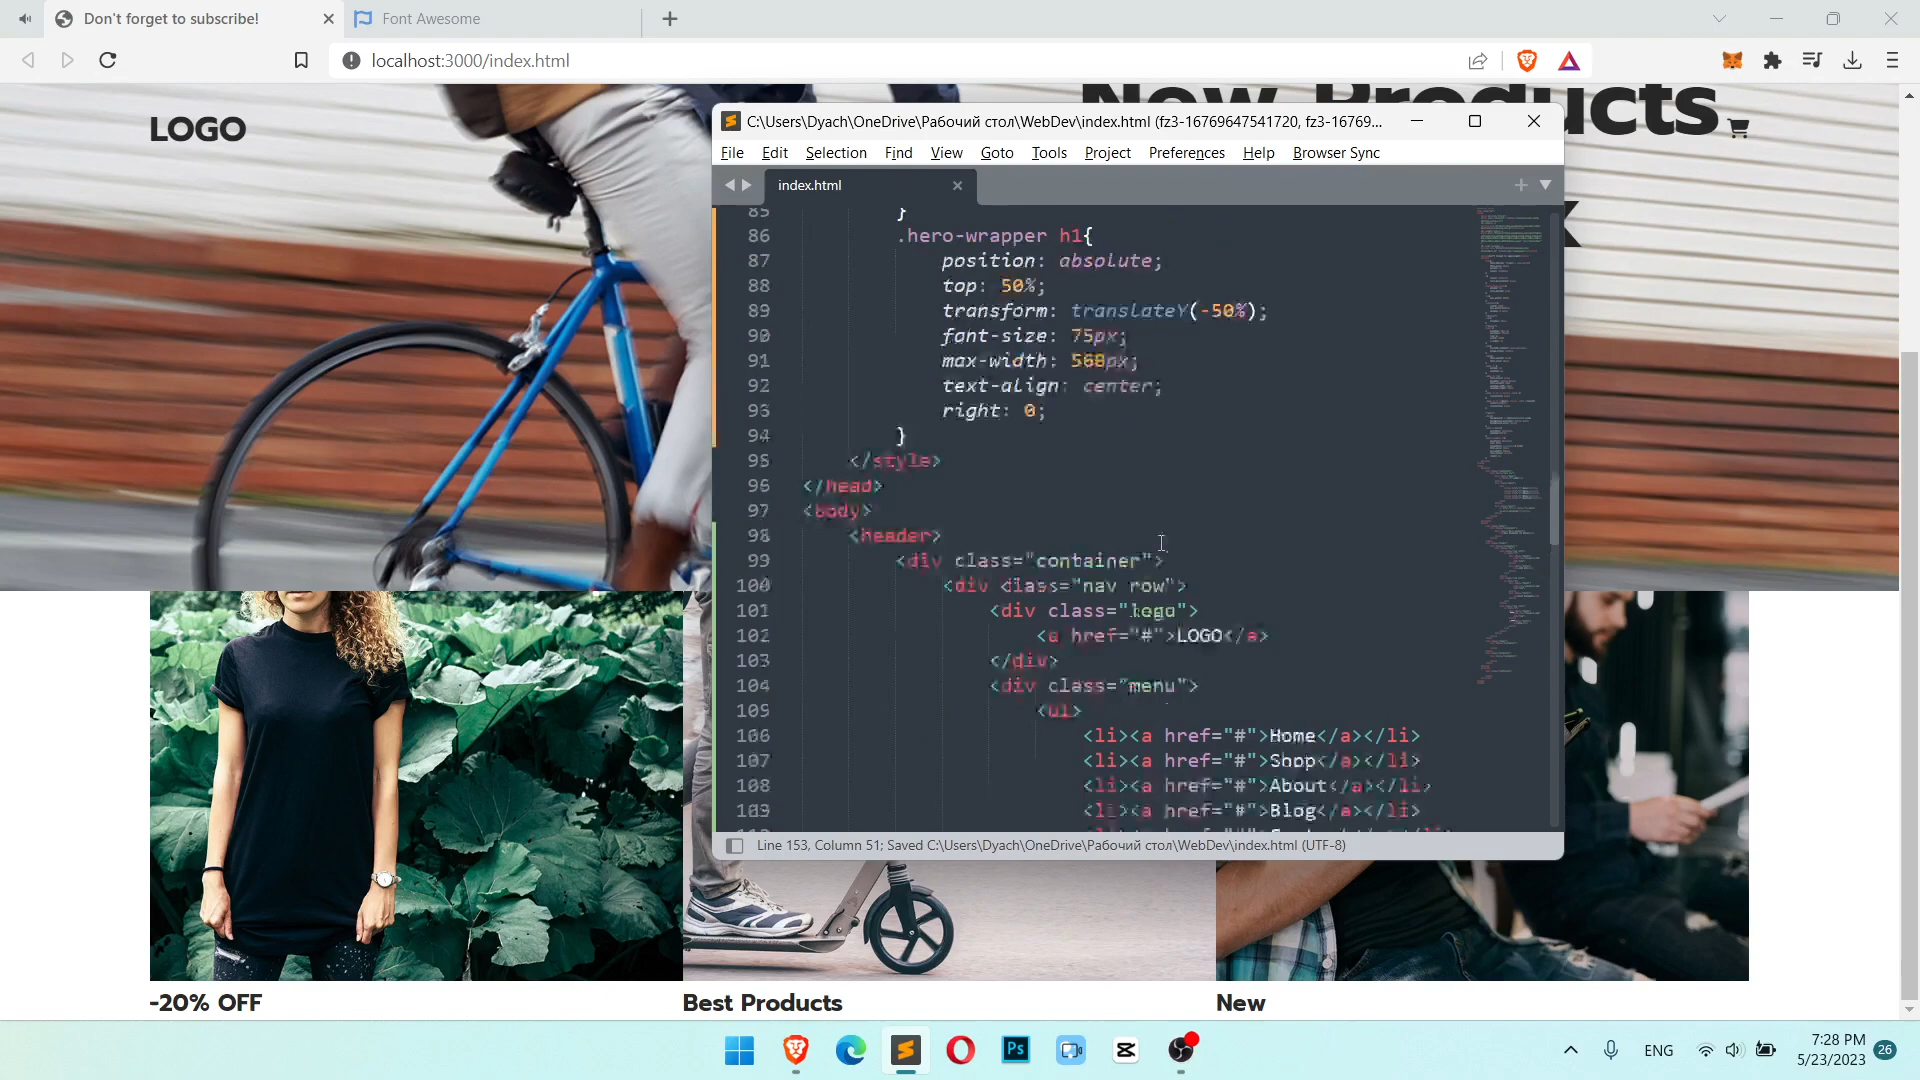 Don't forget to subscribe!
Font Awesome
localhost:3000/index.html
LOGO
New Products
C:\Users\Dyach\OneDrive\Рабочий стол\WebDev\index.html (fz3-16769647541720, fz3-16769...
File Edit Selection Find View Goto Tools Project Preferences Help Browser Sync
index.html
85 }
86 .hero-wrapper h1{
87 position: absolute;
88 top: 50%;
89 transform: translateY(-50%);
90 font-size: 75px;
91 max-width: 568px;
92 text-align: center;
93 right: 0;
94 }
95 </style>
96 </head>
97 <body>
98 <header>
99 <div class="container">
100 <div class="nav row">
101 <div class="logo">
102 <a href="#">LOGO</a>
103 </div>
104 <div class="menu">
105 <ul>
106 <li><a href="#">Home</a></li>
107 <li><a href="#">Shop</a></li>
108 <li><a href="#">About</a></li>
109 <li><a href="#">Blog</a></li>
Line 153, Column 51; Saved C:\Users\Dyach\OneDrive\Рабочий стол\WebDev\index.html (UTF-8)
-20% OFF
Best Products
New
Ps
ENG
7:28 PM
5/23/2023
26